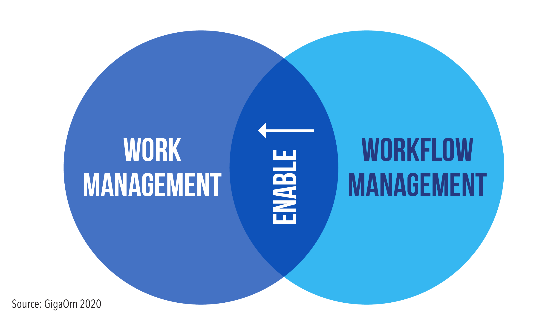 WORK
MANAGEMENT
ENABLE
WORKFLOW
MANAGEMENT
Source: GigaOm 2020